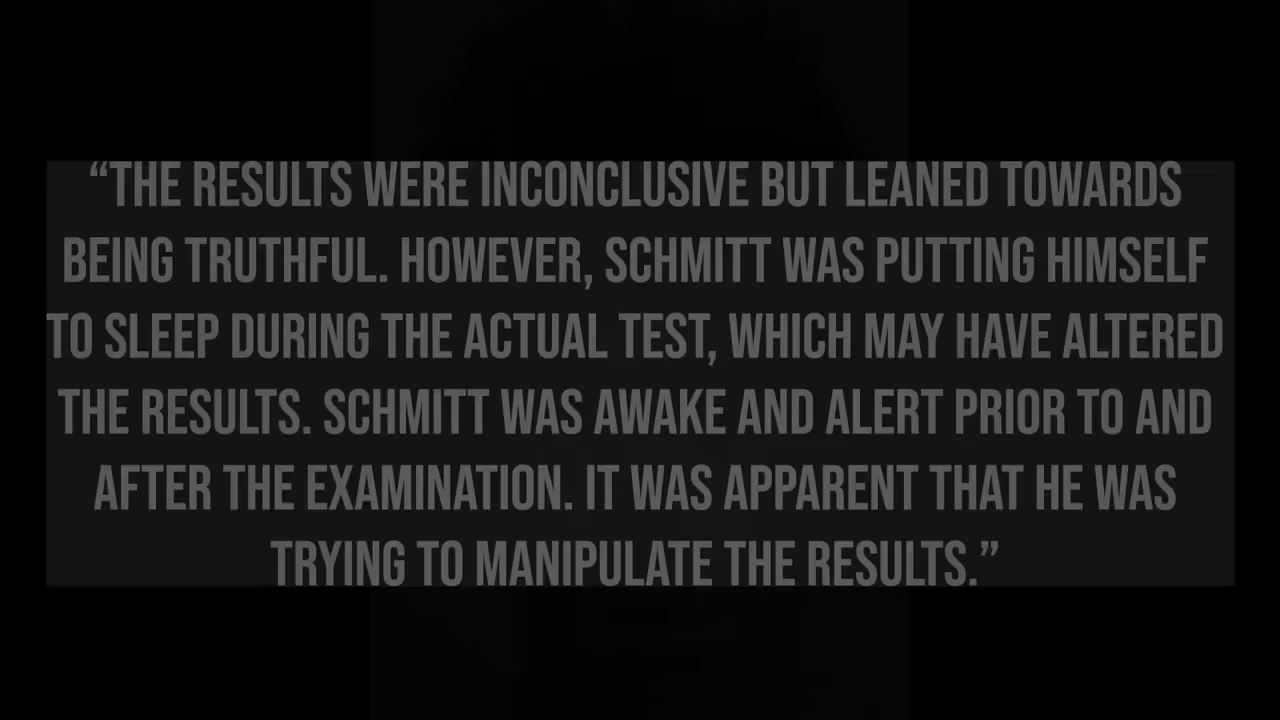 “THE RESULTS WERE INCONCLUSIVE BUT LEANED TOWARDS
BEING TRUTHFUL. HOWEVER, SCHMITT WAS PUTTING HIMSELF
TO SLEEP DURING THE ACTUAL TEST, WHICH MAY HAVE ALTERED
THE RESULTS. SCHMITT WAS AWAKE AND ALERT PRIOR TO AND
AFTER THE EXAMINATION. IT WAS APPARENT THAT HE WAS
TRYING TO MANIPULATE THE RESULTS.”